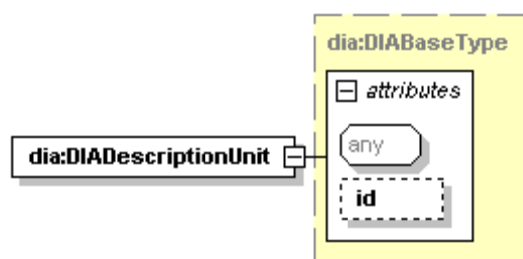 dia:DIABaseType
attributes
any
dia:DIADescriptionUnit
id